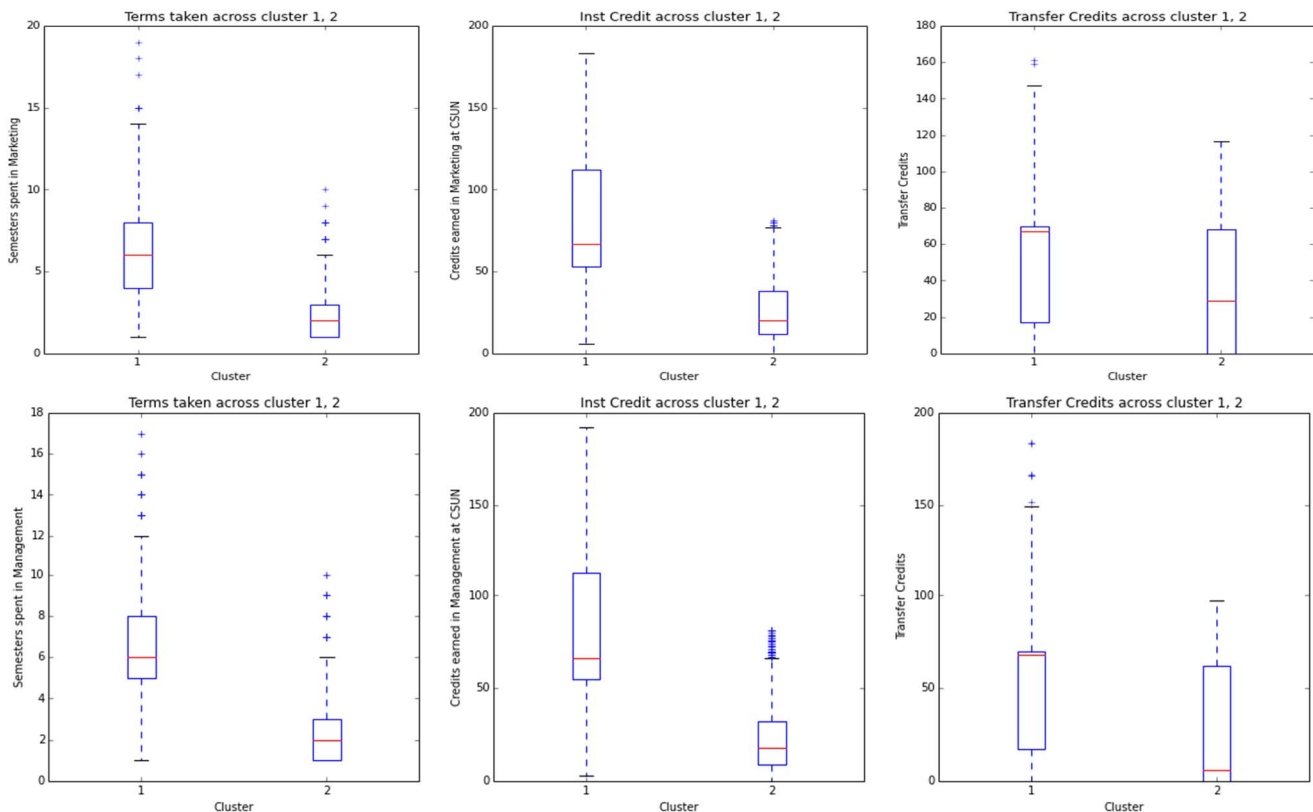 Terms taken across cluster 1, 2
20
15
10
5
0
Semesters spent in Marketing
1 2
Cluster
Inst Credit across cluster 1, 2
200
150
100
50
0
Credits earned in Marketing at CSUN
1 2
Cluster
Transfer Credits across cluster 1, 2
180
160
140
120
100
80
60
40
20
0
Transfer Credits
1 2
Cluster
Terms taken across cluster 1, 2
18
16
14
12
10
8
6
4
2
0
Semesters spent in Management
1 2
Cluster
Inst Credit across cluster 1, 2
200
150
100
50
0
Credits earned in Management at CSUN
1 2
Cluster
Transfer Credits across cluster 1, 2
200
150
100
50
0
Transfer Credits
1 2
Cluster